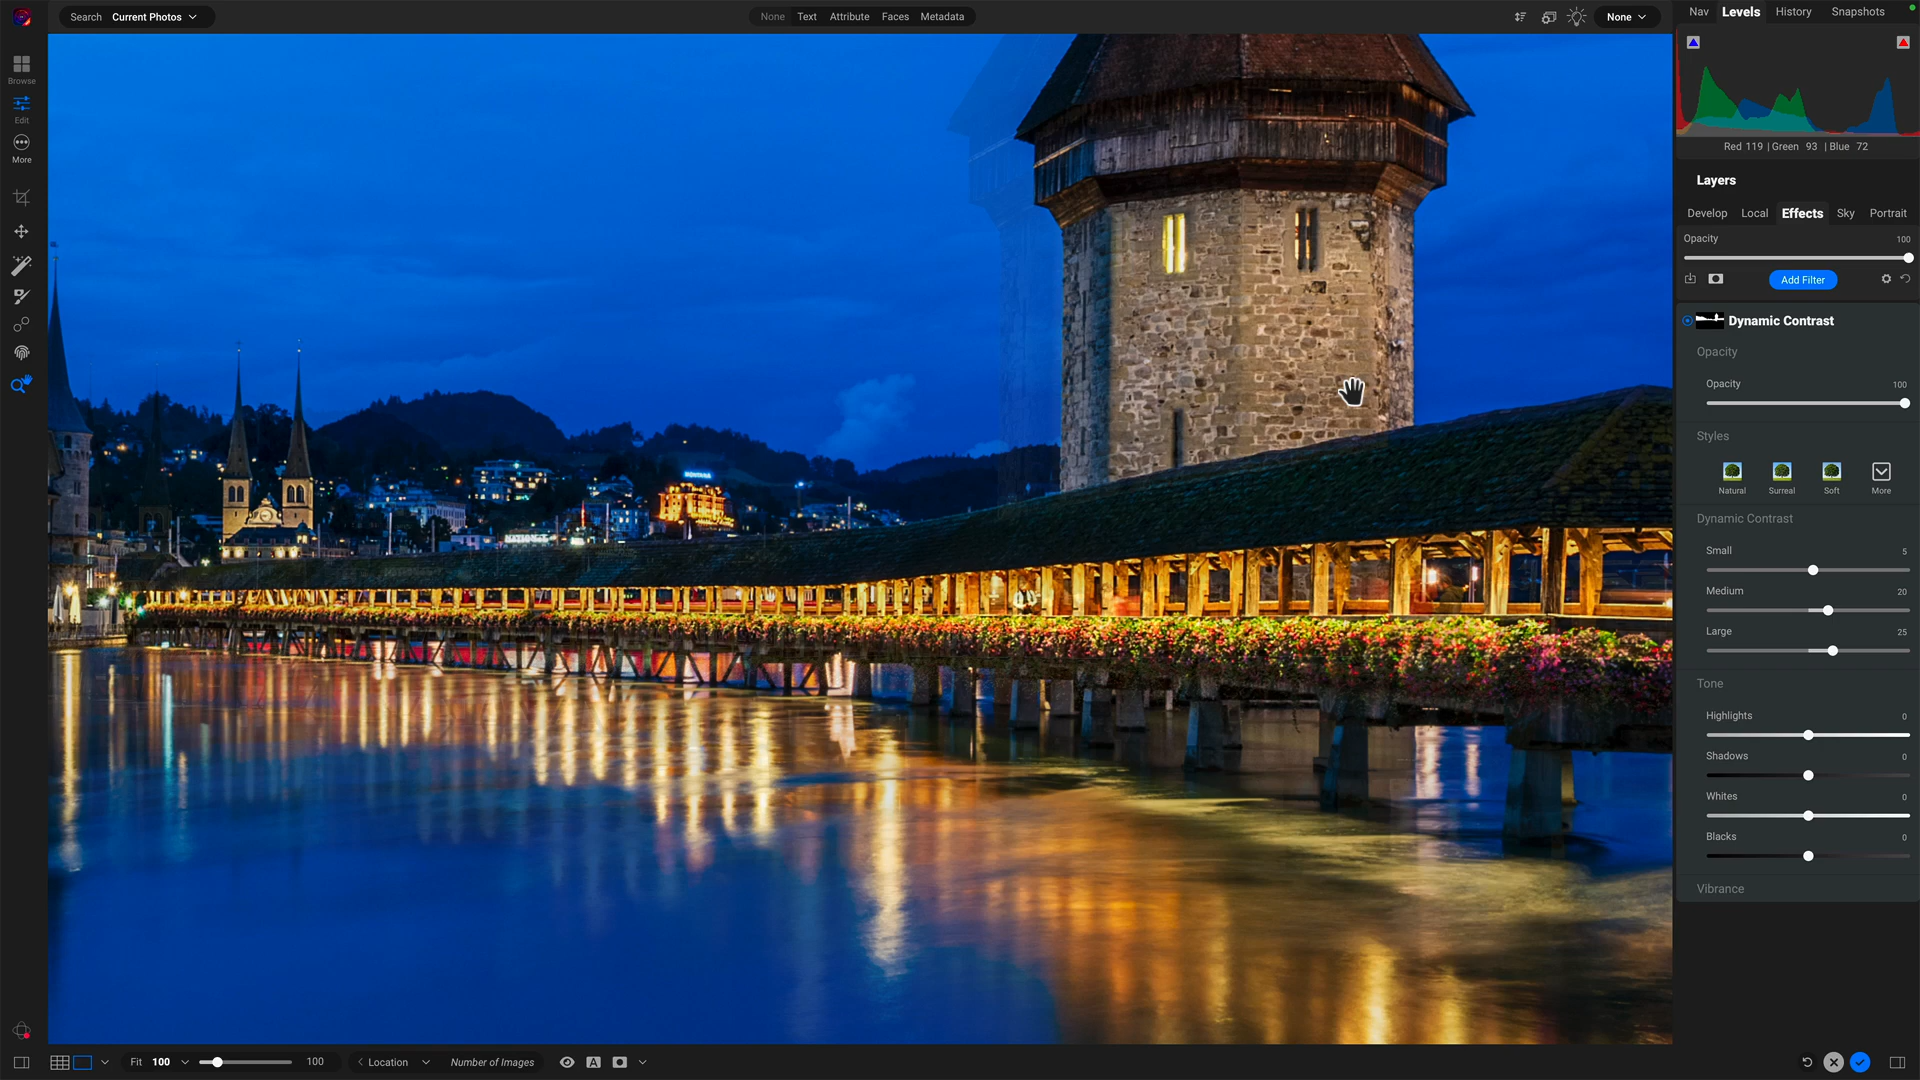 Search Current Photos
None Text Attribute Faces Metadata
None
Nav Levels History Snapshots
Browse
Edit
More
Red 119 | Green 93 | Blue 72
Layers
Develop Local Effects Sky Portrait
Opacity 100
Add Filter
Dynamic Contrast
Opacity
Opacity 100
Styles
Natural Surreal Soft More
Dynamic Contrast
Small 5
Medium 20
Large 25
Tone
Highlights 0
Shadows 0
Whites 0
Blacks 0
Vibrance
MONTANA
NATIONAL
Fit 100 100 Location Number of Images A